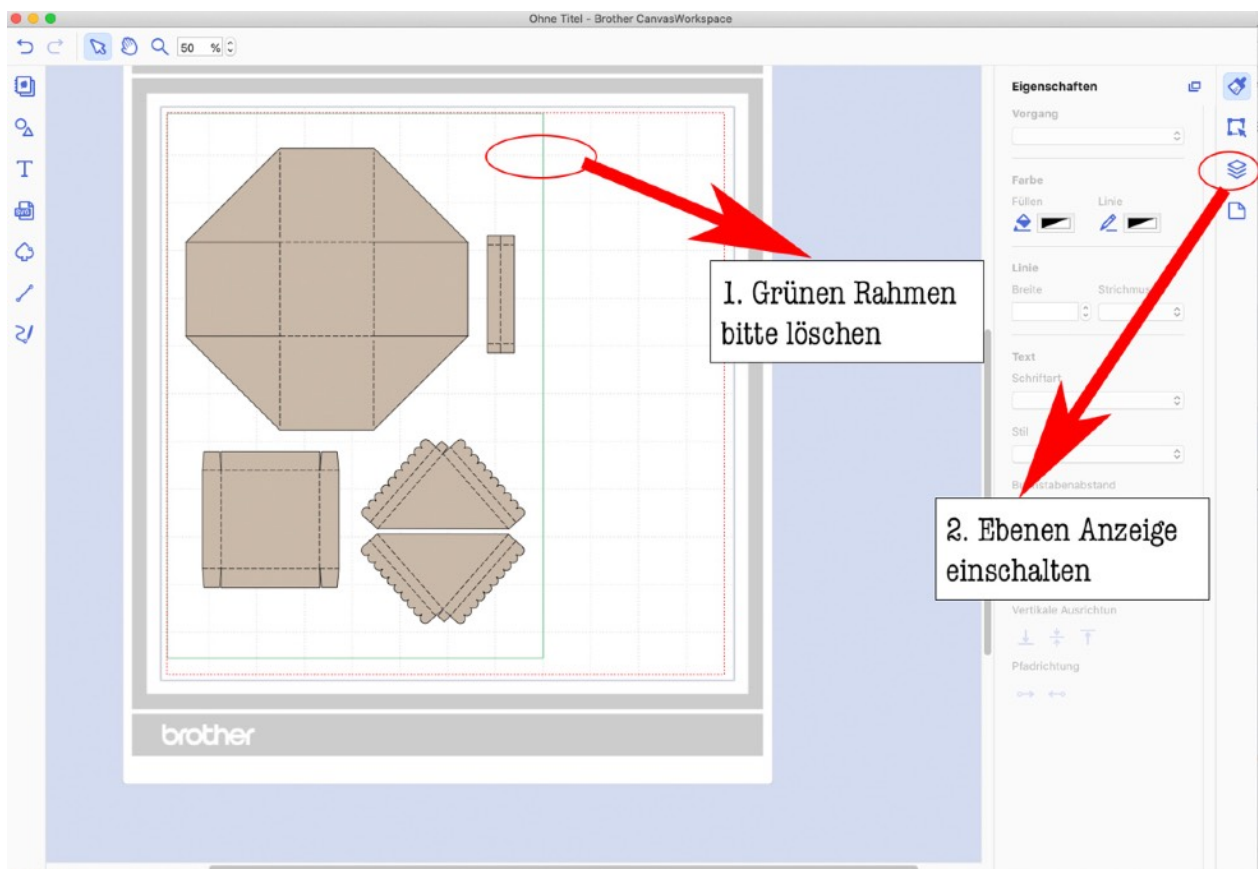 Ohne Titel - Brother CanvasWorkspace
50 %
Eigenschaften
Vorgang
T
Farbe
Füllen Linie
SVG
Linie
Breite
1. Grünen Rahmen
bitte löschen
Text
Schriftart
Stil
2. Ebenen Anzeige
einschalten
Vertikale Ausrichtun
Pfadrichtung
brother